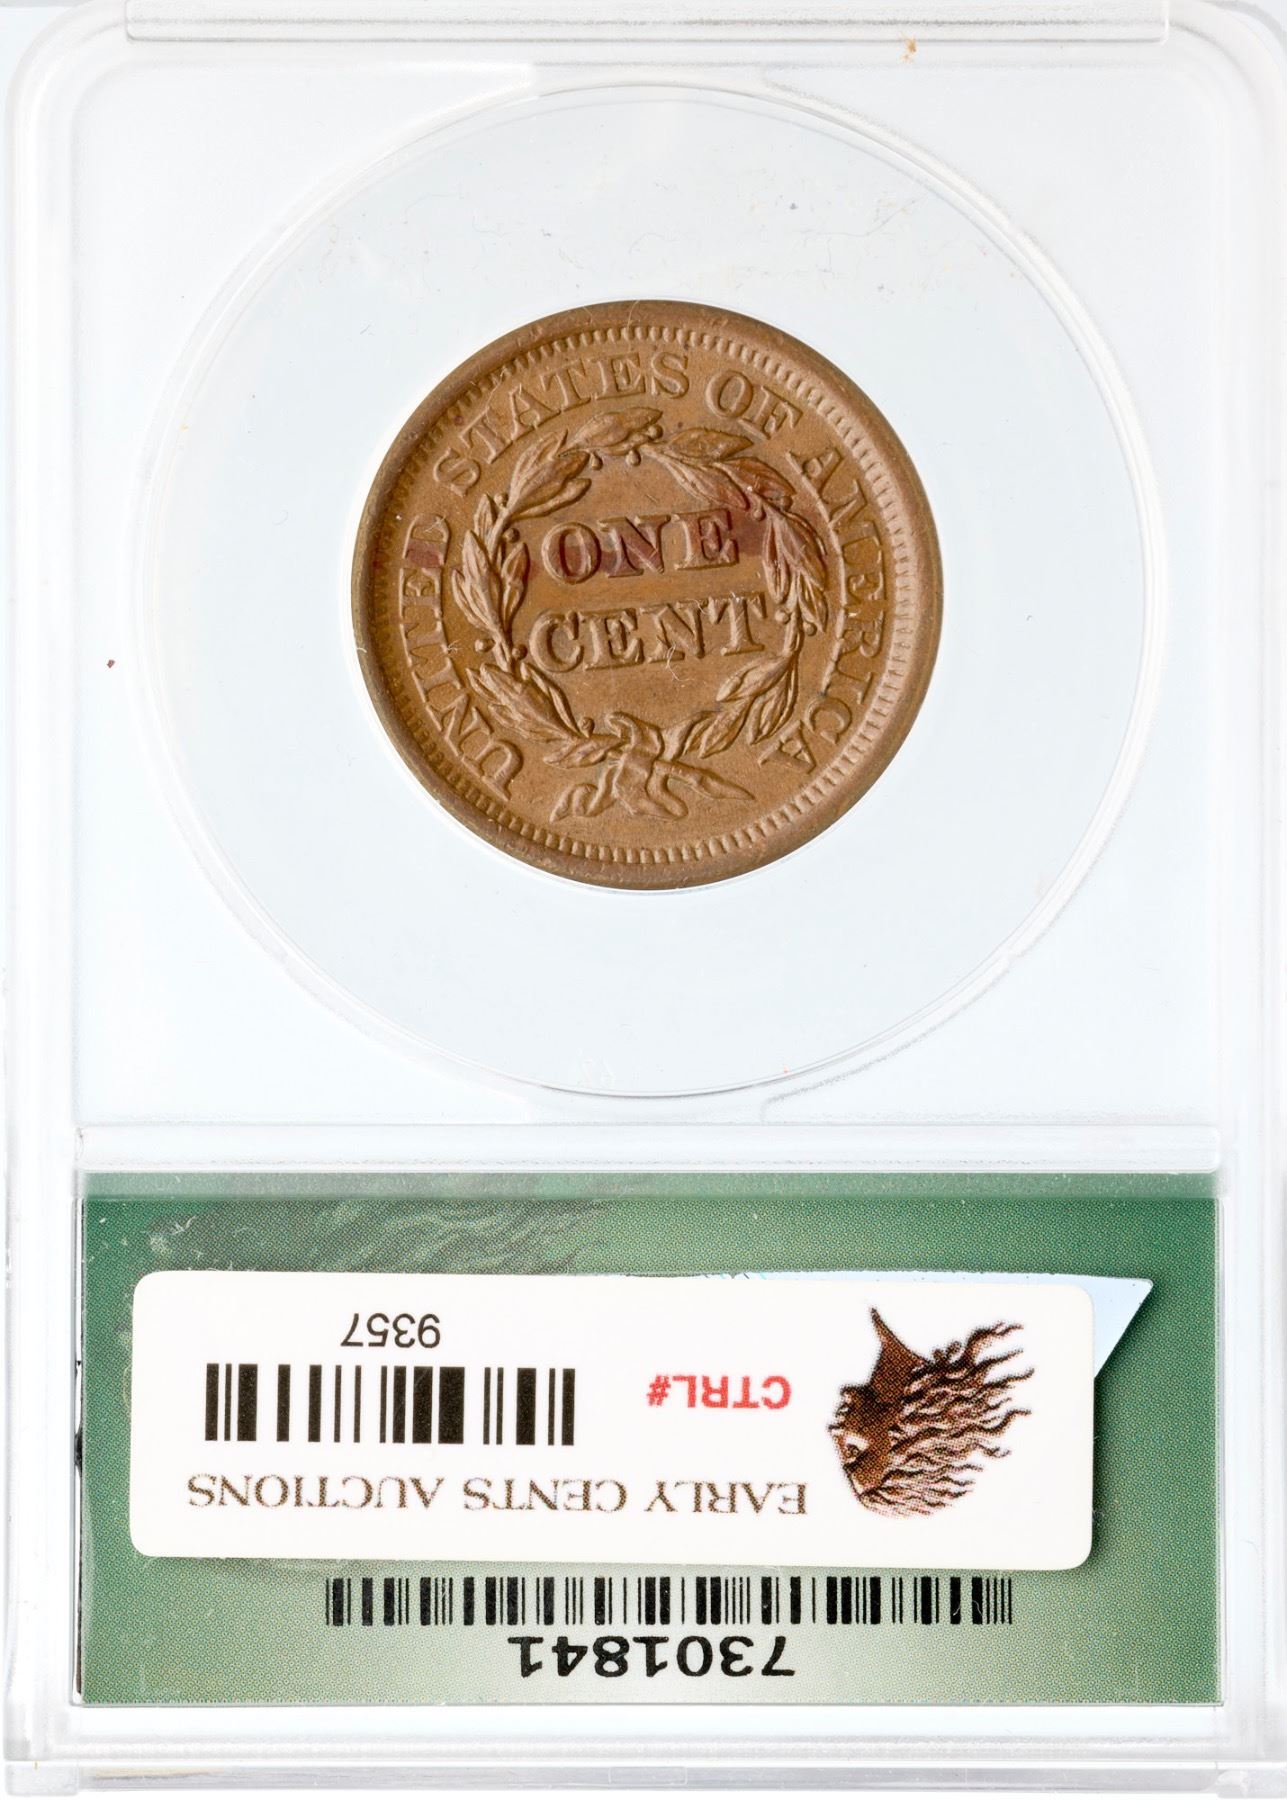 UNITED STATES OF AMERICA
ONE
CENT
EARLY CENTS AUCTIONS
CTRL#
9357
7301841